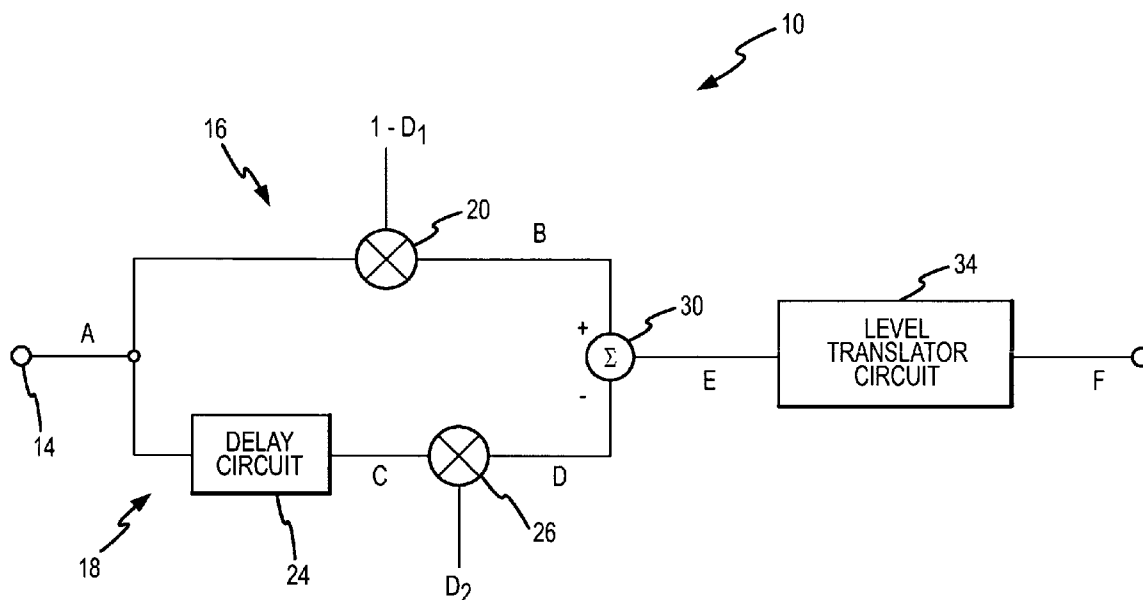 10
16
1 - D1
20
B
A
+
30
Σ
-
E
34
LEVEL
TRANSLATOR
CIRCUIT
F
14
DELAY
CIRCUIT
C
D
18
24
26
D2